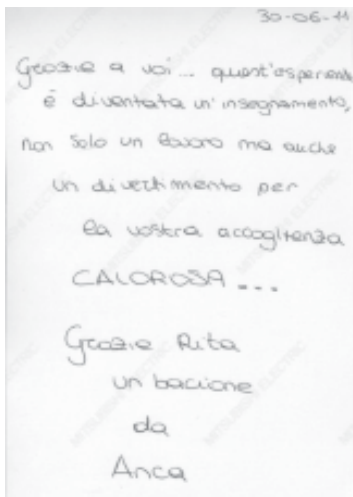 30-06-11
Grazie a voi... quest'esperienza
è diventata un'insegnamento,
non solo un lavoro ma anche
un divertimento per
la vostra accoglienza
CALOROSA ...
Grazie Rita
un bacione
da
Anca